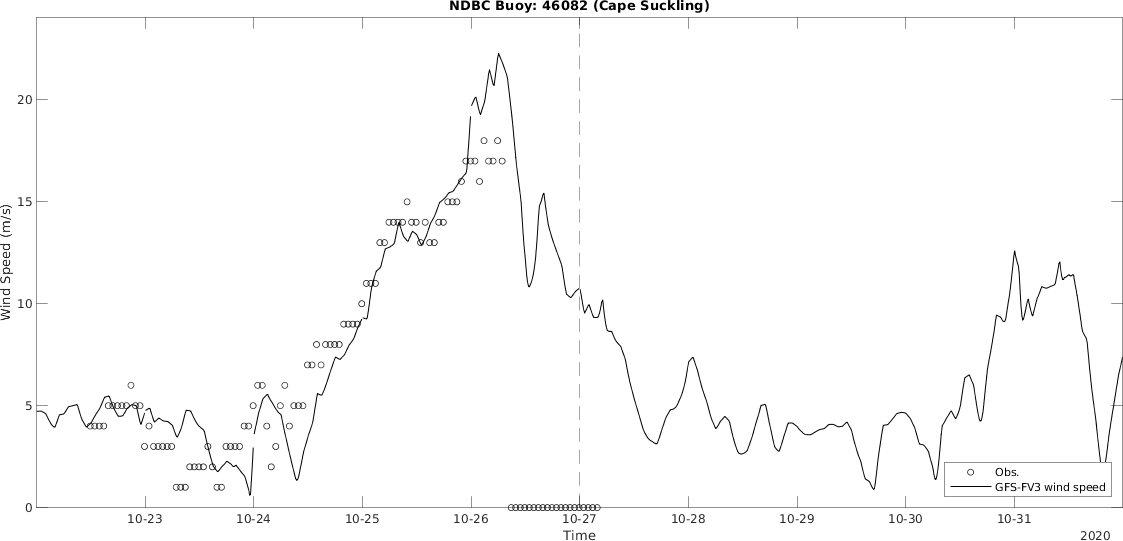 NDBC Buoy: 46082 (Cape Suckling)
Wind Speed (m/s)
20
15
10
5
0
10-23 10-24 10-25 10-26 10-27 10-28 10-29 10-30 10-31
Time
2020
Obs.
GFS-FV3 wind speed